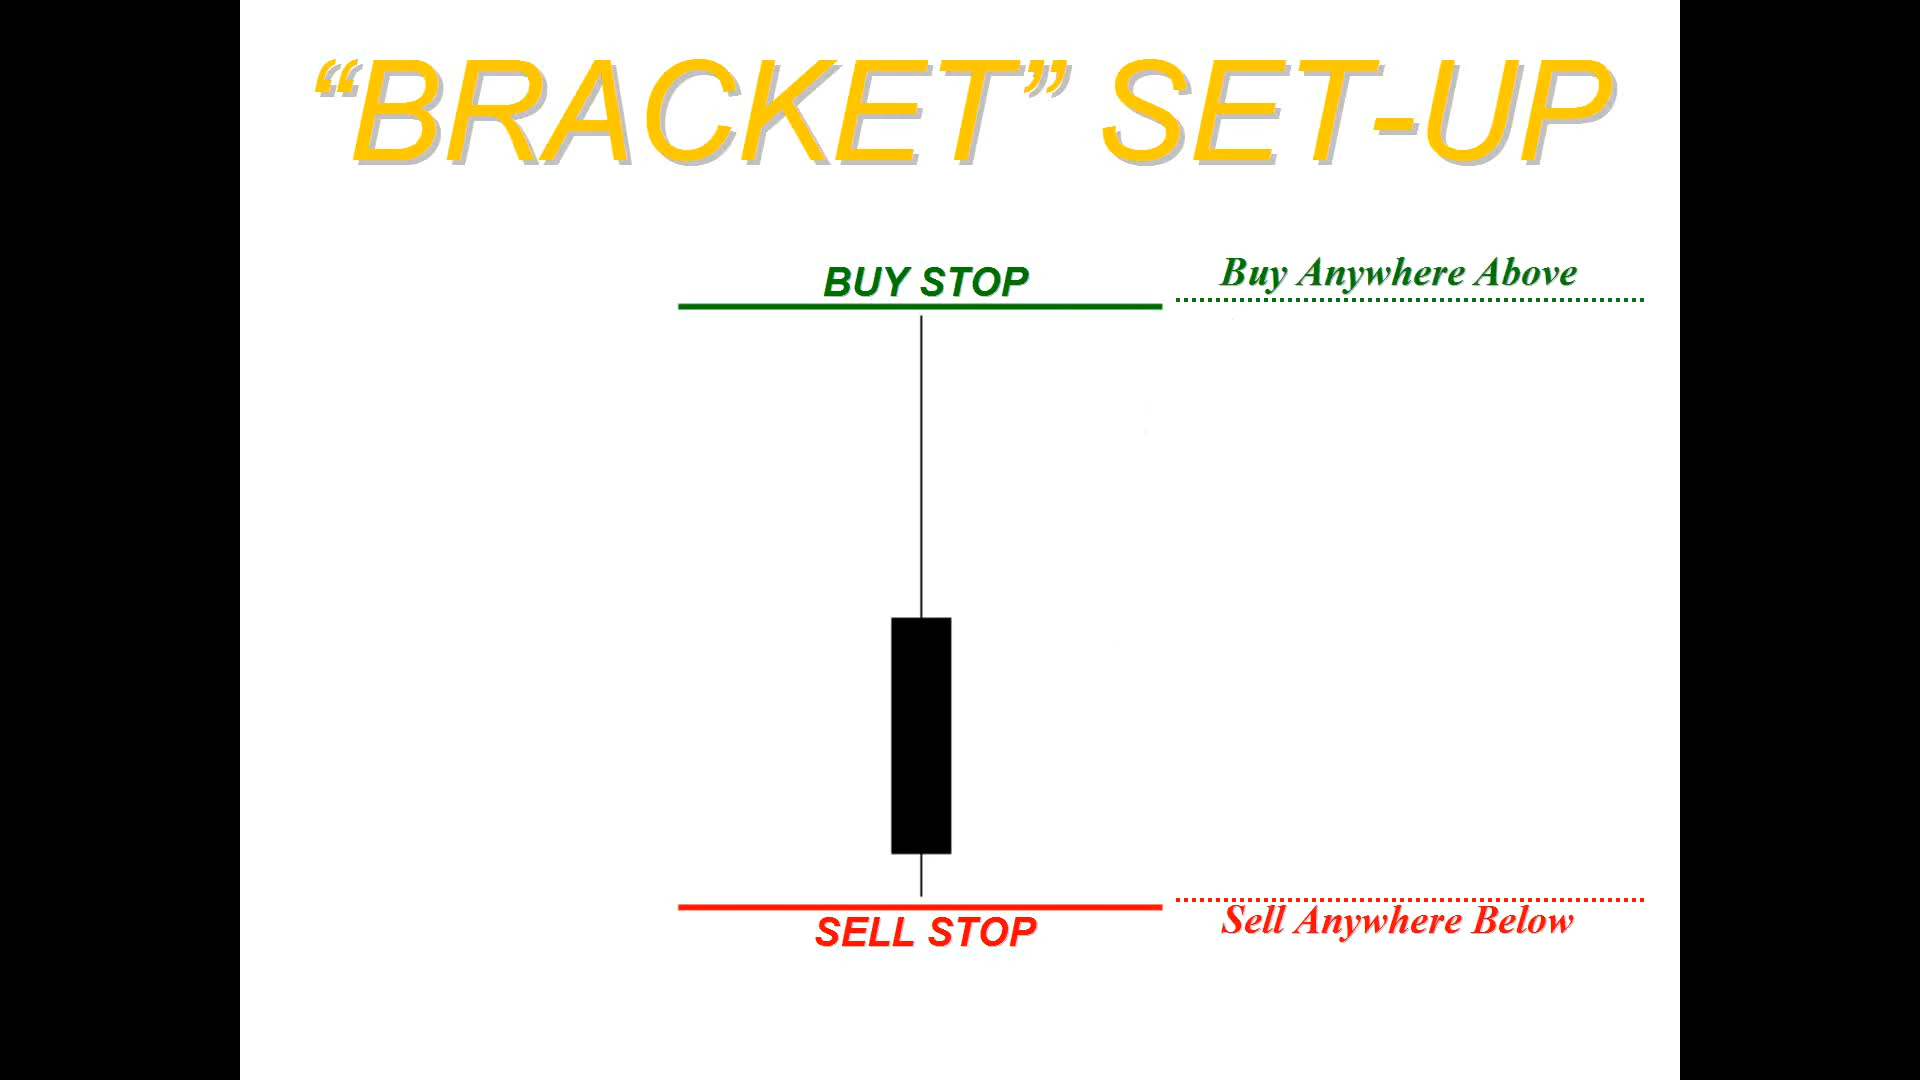 “BRACKET” SET-UP
BUY STOP
Buy Anywhere Above
SELL STOP
Sell Anywhere Below